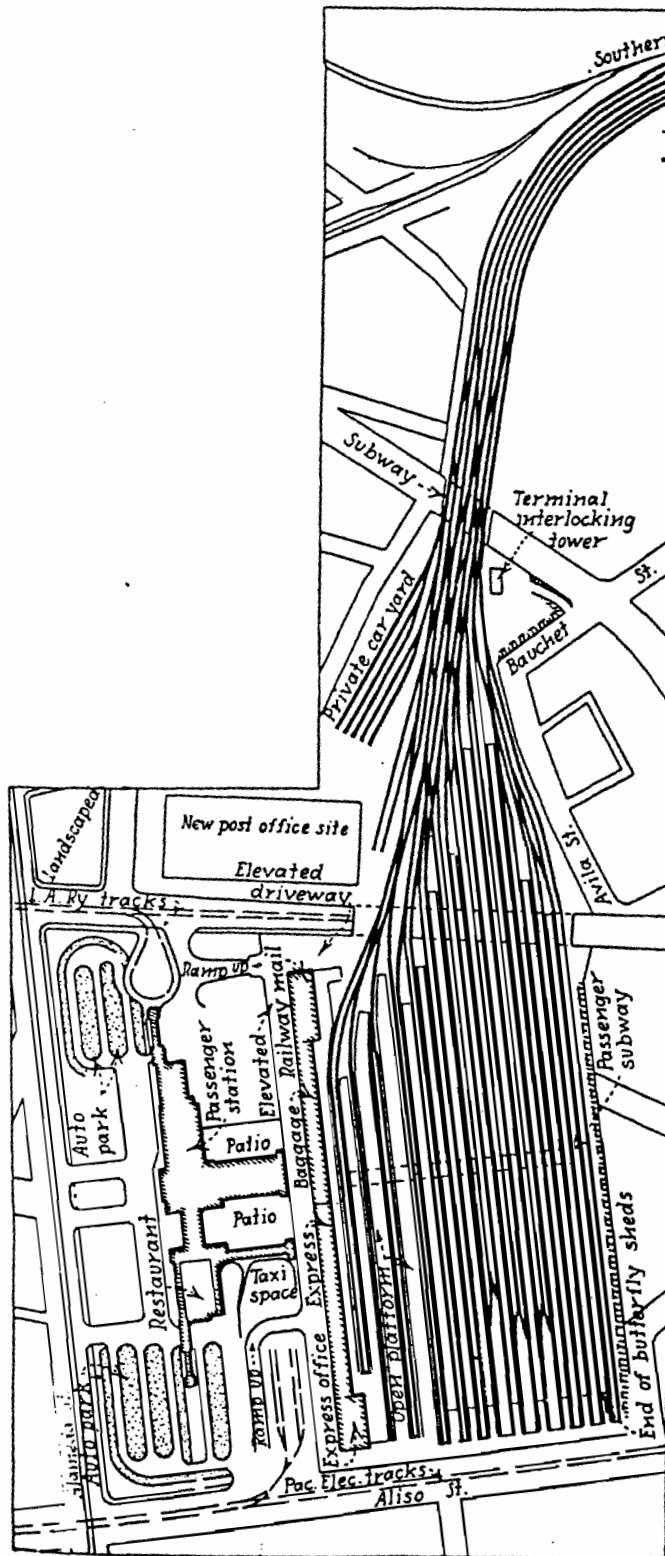 Southern
Subway
Terminal
interlocking
tower
St.
Private car yard
Bauchet
Landscaped
New post office site
Elevated
driveway
Avila St.
L.A. Ry tracks
Ramp up
Railway mail
Passenger
station
Elevated
Passenger
subway
Auto
park
Baggage
Patio
Patio
Restaurant
Express
Taxi
space
Open platform
End of butterfly sheds
Auto park
Ramp up
Express office
Pac. Elec. tracks
Aliso St.